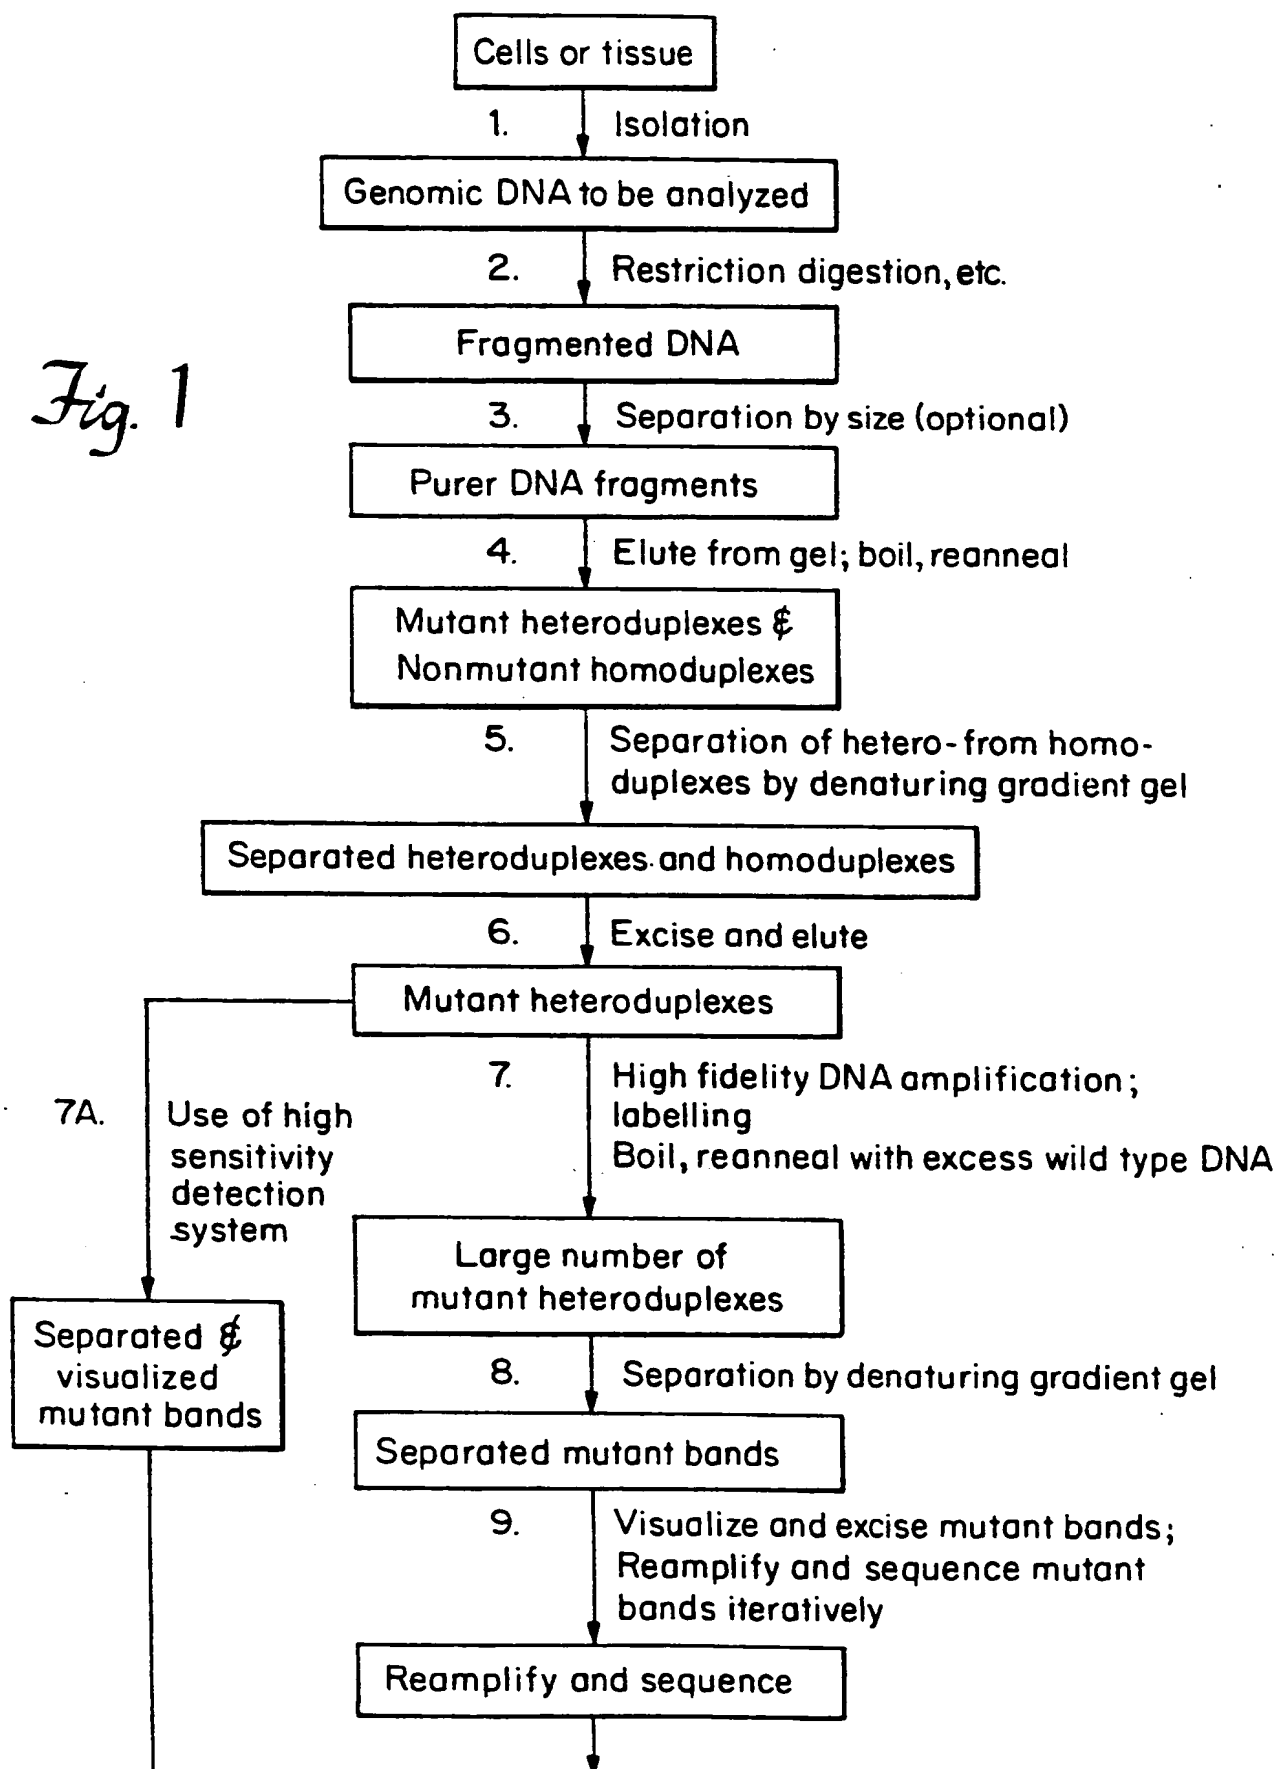 Cells or tissue
1. Isolation
Genomic DNA to be analyzed
2. Restriction digestion, etc.
Fragmented DNA
Fig. 1
3. Separation by size (optional)
Purer DNA fragments
4. Elute from gel; boil, reanneal
Mutant heteroduplexes &
Nonmutant homoduplexes
5. Separation of hetero-from homo-
duplexes by denaturing gradient gel
Separated heteroduplexes and homoduplexes
6. Excise and elute
Mutant heteroduplexes
7. High fidelity DNA amplification;
labelling
Boil, reanneal with excess wild type DNA
7A. Use of high
sensitivity
detection
system
Large number of
mutant heteroduplexes
Separated &
visualized
mutant bands
8. Separation by denaturing gradient gel
Separated mutant bands
9. Visualize and excise mutant bands;
Reamplify and sequence mutant
bands iteratively
Reamplify and sequence